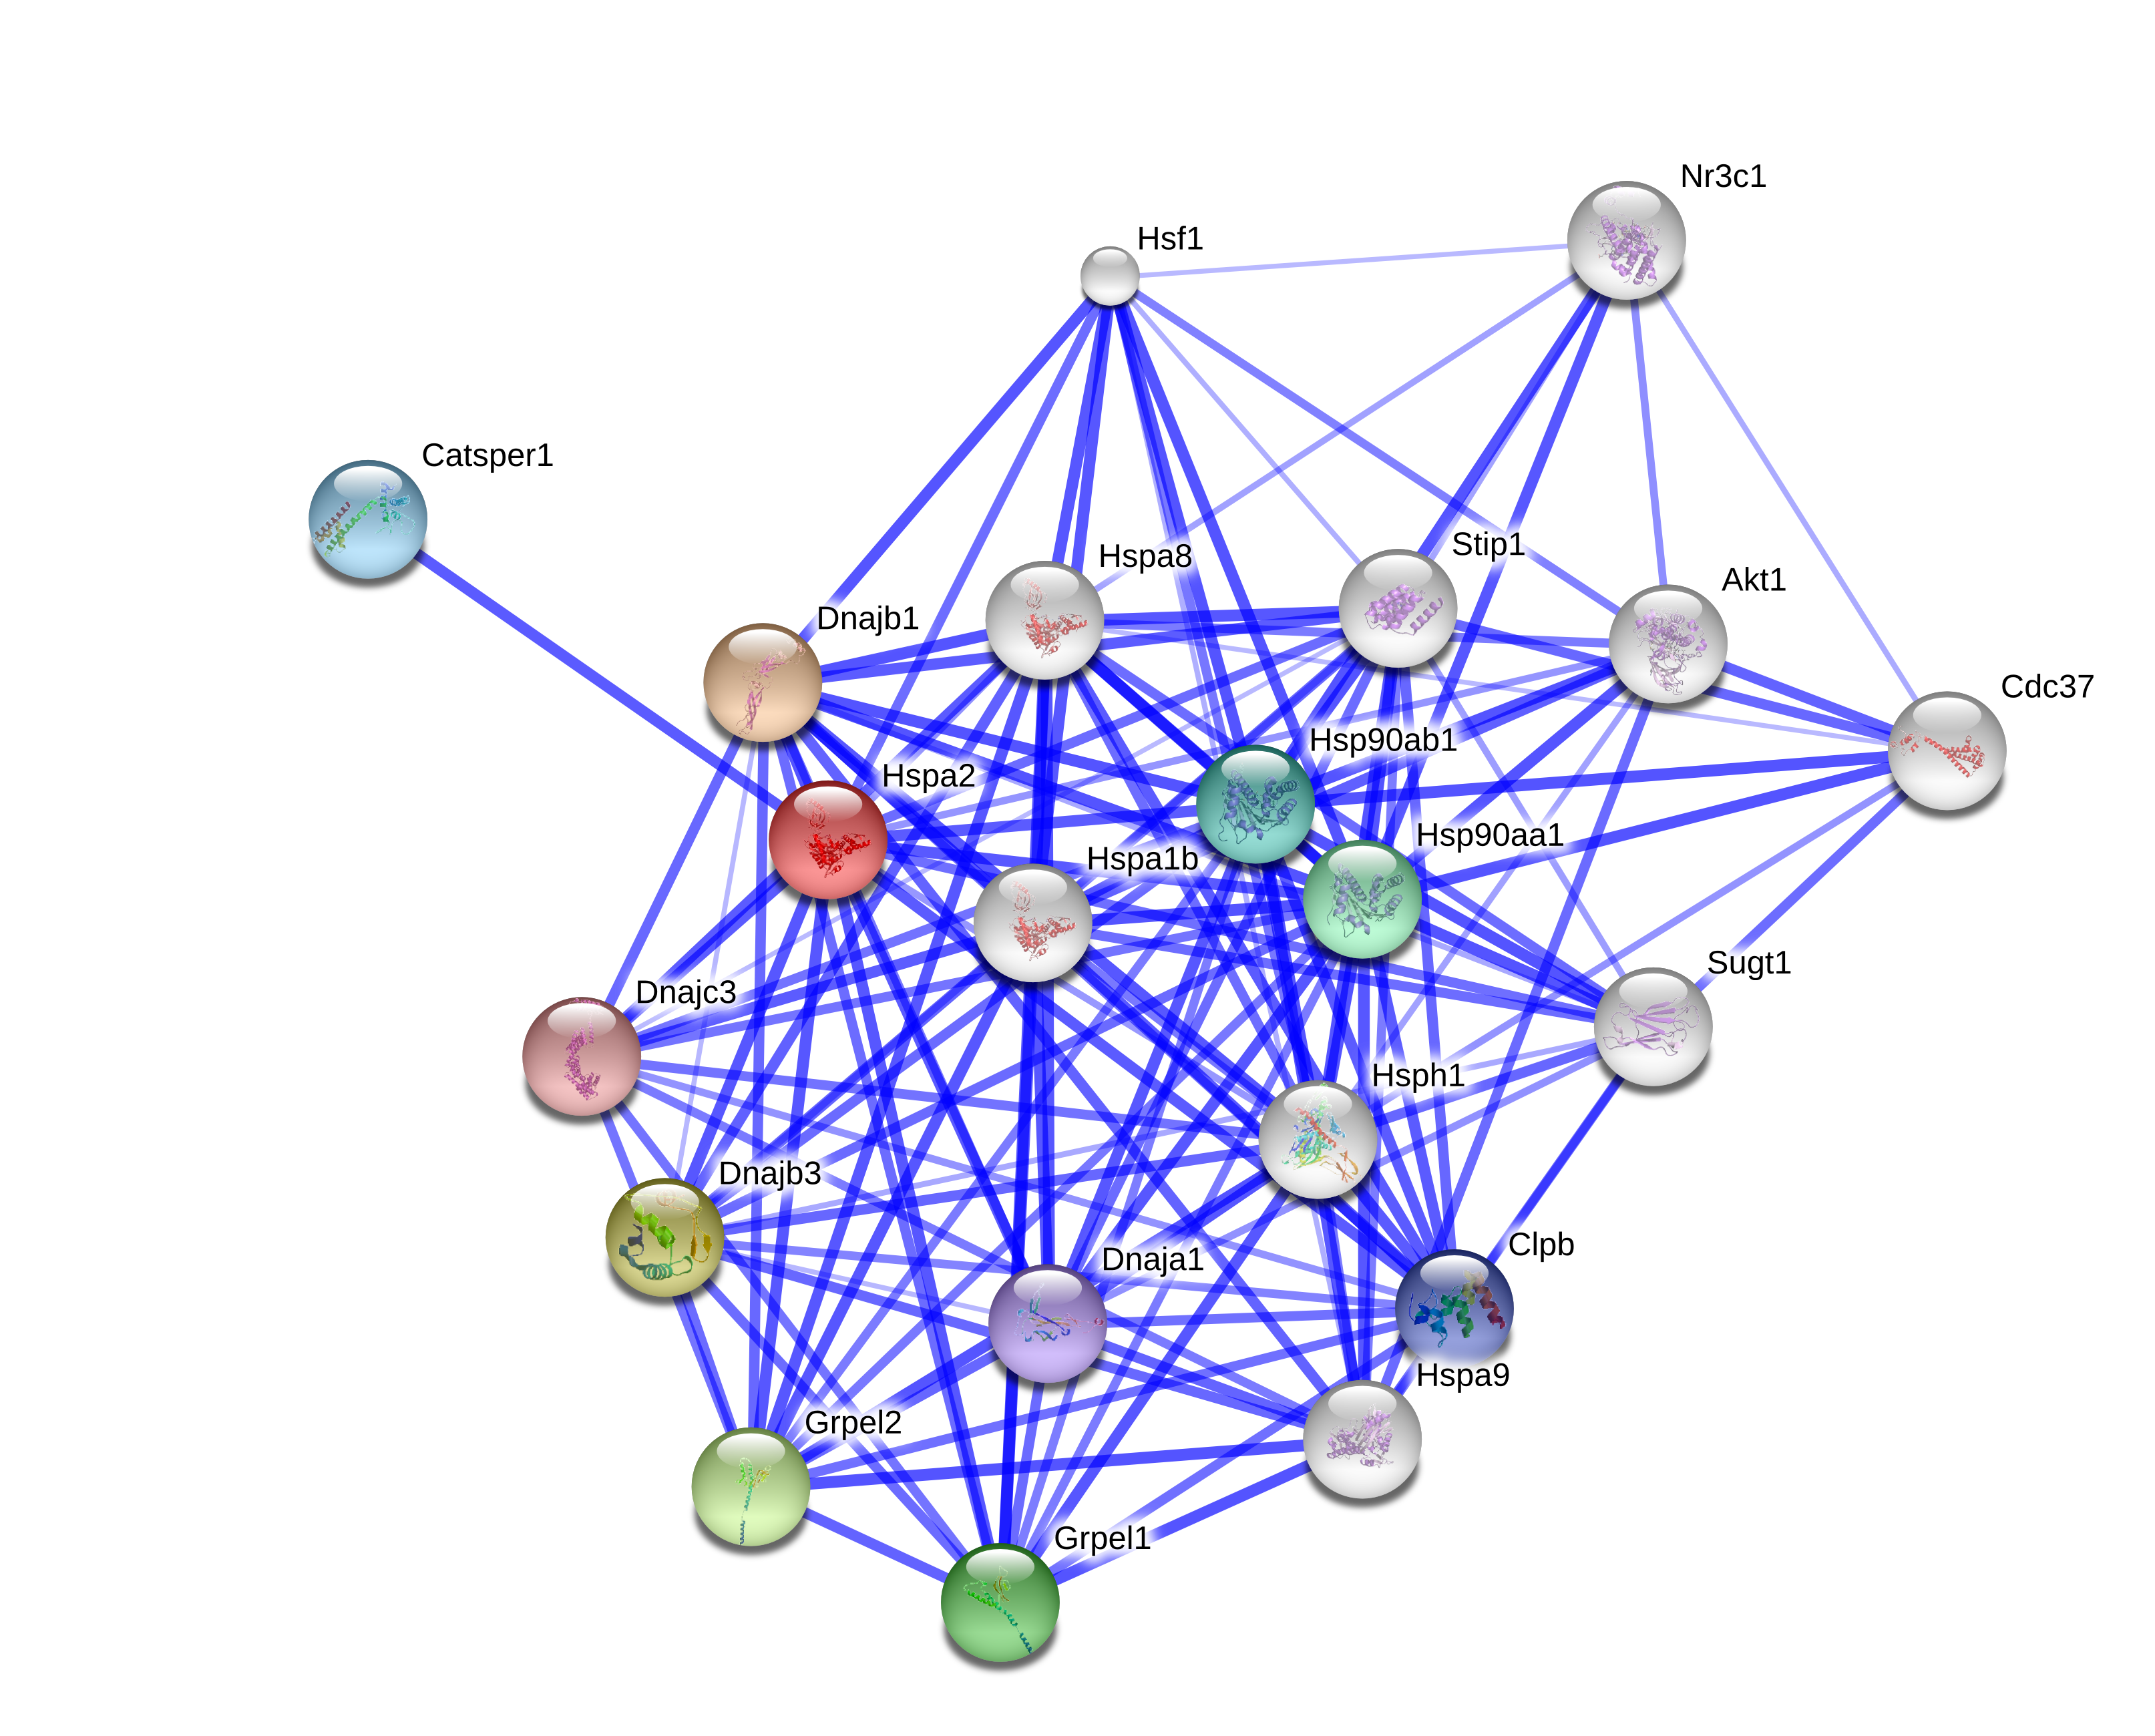 Nr3c1
Hsf1
Catsper1
Stip1
Hspa8
Akt1
Dnajb1
Cdc37
Hsp90ab1
Hspa2
Hsp90aa1
Hspa1b
Sugt1
Dnajc3
Hsph1
Dnajb3
Clpb
Dnaja1
Hspa9
Grpel2
Grpel1